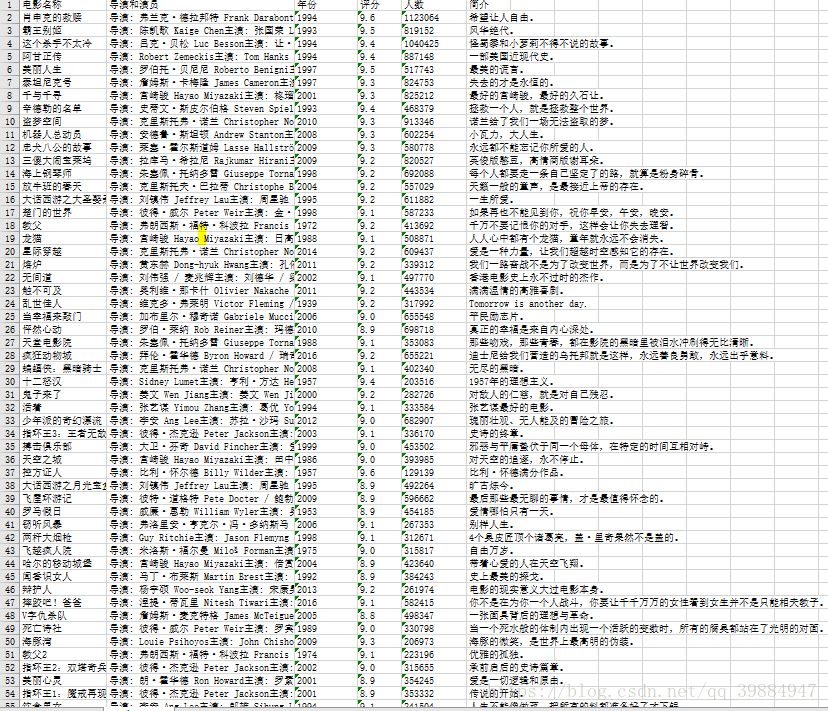 1 电影名称 导演和演员 年份 评分 人数 简介
2 肖申克的救赎 导演: 弗兰克·德拉邦特 Frank Darabont 1994 9.6 1123064 希望让人自由。
3 霸王别姬 导演: 陈凯歌 Kaige Chen主演: 张国荣 L 1993 9.5 819152 风华绝代。
4 这个杀手不太冷 导演: 吕克·贝松 Luc Besson主演: 让· 1994 9.4 1040425 怪蜀黍和小萝莉不得不说的故事。
5 阿甘正传 导演: Robert Zemeckis主演: Tom Hanks 1994 9.4 887148 一部美国近现代史。
6 美丽人生 导演: 罗伯托·贝尼尼 Roberto Benigni主 1997 9.5 517743 最美的谎言。
7 泰坦尼克号 导演: 詹姆斯·卡梅隆 James Cameron主演 1997 9.3 824753 失去的才是永恒的。
8 千与千寻 导演: 宫崎骏 Hayao Miyazaki主演: 柊瑠 2001 9.3 825212 最好的宫崎骏，最好的久石让。
9 辛德勒的名单 导演: 史蒂文·斯皮尔伯格 Steven Spiel 1993 9.4 468379 拯救一个人，就是拯救整个世界。
10 盗梦空间 导演: 克里斯托弗·诺兰 Christopher No 2010 9.3 913346 诺兰给了我们一场无法盗取的梦。
11 机器人总动员 导演: 安德鲁·斯坦顿 Andrew Stanton主 2008 9.3 602254 小瓦力，大人生。
12 忠犬八公的故事 导演: 莱塞·霍尔斯道姆 Lasse Hallströ 2009 9.3 580778 永远都不能忘记你所爱的人。
13 三傻大闹宝莱坞 导演: 拉库马·希拉尼 Rajkumar Hirani主 2009 9.2 820527 英俊版憨豆，高情商版谢耳朵。
14 海上钢琴师 导演: 朱塞佩·托纳多雷 Giuseppe Torna 1998 9.2 692088 每个人都要走一条自己坚定了的路，就算是粉身碎骨。
15 放牛班的春天 导演: 克里斯托夫·巴拉蒂 Christophe B 2004 9.2 557029 天籁一般的童声，是最接近上帝的存在。
16 大话西游之大圣娶亲 导演: 刘镇伟 Jeffrey Lau主演: 周星驰 1995 9.2 611882 一生所爱。
17 楚门的世界 导演: 彼得·威尔 Peter Weir主演: 金· 1998 9.1 587233 如果再也不能见到你，祝你早安，午安，晚安。
18 教父 导演: 弗朗西斯·福特·科波拉 Francis 1972 9.2 413692 千万不要记恨你的对手，这样会让你失去理智。
19 龙猫 导演: 宫崎骏 Hayao Miyazaki主演: 日高 1988 9.1 508871 人人心中都有个龙猫，童年就永远不会消失。
20 星际穿越 导演: 克里斯托弗·诺兰 Christopher No 2014 9.2 609437 爱是一种力量，让我们超越时空感知它的存在。
21 熔炉 导演: 黄东赫 Dong-hyuk Hwang主演: 孔侑 2011 9.2 339312 我们一路奋战不是为了改变世界，而是为了不让世界改变我们。
22 无间道 导演: 刘伟强 / 麦兆辉主演: 刘德华 / 梁 2002 9.1 497770 香港电影史上永不过时的杰作。
23 触不可及 导演: 奥利维·那卡什 Olivier Nakache 2011 9.2 443534 满满温情的高雅喜剧。
24 乱世佳人 导演: 维克多·弗莱明 Victor Fleming / 1939 9.2 317992 Tomorrow is another day.
25 当幸福来敲门 导演: 加布里尔·穆奇诺 Gabriele Mucci 2006 9.0 655548 平民励志片。
26 怦然心动 导演: 罗伯·莱纳 Rob Reiner主演: 玛德 2010 8.9 698718 真正的幸福是来自内心深处。
27 天堂电影院 导演: 朱塞佩·托纳多雷 Giuseppe Torna 1988 9.1 353083 那些吻戏，那些青春，都在影院的黑暗里被泪水冲刷得无比清晰。
28 疯狂动物城 导演: 拜伦·霍华德 Byron Howard / 瑞奇 2016 9.2 655221 迪士尼给我们营造的乌托邦就是这样，永远善良勇敢，永远出乎意料。
29 蝙蝠侠：黑暗骑士 导演: 克里斯托弗·诺兰 Christopher No 2008 9.1 402340 无尽的黑暗。
30 十二怒汉 导演: Sidney Lumet主演: 亨利·方达 He 1957 9.4 203516 1957年的理想主义。
31 鬼子来了 导演: 姜文 Wen Jiang主演: 姜文 Wen Ji 2000 9.2 282726 对敌人的仁慈，就是对自己残忍。
32 活着 导演: 张艺谋 Yimou Zhang主演: 葛优 Yo 1994 9.1 333584 张艺谋最好的电影。
33 少年派的奇幻漂流 导演: 李安 Ang Lee主演: 苏拉·沙玛 Su 2012 9.0 682907 瑰丽壮观、无人能及的冒险之旅。
34 指环王3：王者无敌 导演: 彼得·杰克逊 Peter Jackson主演: 2003 9.1 336170 史诗的终章。
35 搏击俱乐部 导演: 大卫·芬奇 David Fincher主演: 爱 1999 9.0 453502 邪恶与平庸蛰伏于同一个母体，在特定的时间互相对峙。
36 天空之城 导演: 宫崎骏 Hayao Miyazaki主演: 田中 1986 9.0 393985 对天空的追逐，永不停止。
37 控方证人 导演: 比利·怀尔德 Billy Wilder主演: 1957 9.6 129139 比利·怀德满分作品。
38 大话西游之月光宝盒 导演: 刘镇伟 Jeffrey Lau主演: 周星驰 1995 8.9 492264 旷古烁今。
39 飞屋环游记 导演: 彼特·道格特 Pete Docter / 鲍勃 2009 8.9 596662 最后那些最无聊的事情，才是最值得怀念的。
40 罗马假日 导演: 威廉·惠勒 William Wyler主演: 奥 1953 8.9 454185 爱情哪怕只有一天。
41 窃听风暴 导演: 弗洛里安·亨克尔·冯·多纳斯马 2006 9.1 267353 别样人生。
42 两杆大烟枪 导演: Guy Ritchie主演: Jason Flemyng 1998 9.1 312671 4个臭皮匠顶个诸葛亮，盖·里奇果然不是盖的。
43 飞越疯人院 导演: 米洛斯·福尔曼 Miloš Forman主演: 1975 9.0 315817 自由万岁。
44 哈尔的移动城堡 导演: 宫崎骏 Hayao Miyazaki主演: 倍赏 2004 8.9 423640 带着心爱的人在天空飞翔。
45 闻香识女人 导演: 马丁·布莱斯 Martin Brest主演: 1992 8.9 384243 史上最美的探戈。
46 辩护人 导演: 杨宇硕 Woo-seok Yang主演: 宋康昊 2013 9.2 261974 电影的现实意义大过电影本身。
47 摔跤吧！爸爸 导演: 涅提·蒂瓦里 Nitesh Tiwari主演: 2016 9.1 582415 你不是在为你一个人战斗，你要让千千万万的女性看到女生并不是只能相夫教子。
48 V字仇杀队 导演: 詹姆斯·麦克特格 James McTeigue 2005 8.8 498347 一张面具背后的理想与革命。
49 死亡诗社 导演: 彼得·威尔 Peter Weir主演: 罗宾 1989 9.0 330798 当一个死水般的体制内出现一个活跃的变数时，所有的腐臭都站在了光明的对面。
50 海豚湾 导演: Louie Psihoyos主演: John Chisho 2009 9.3 206973 海豚的微笑，是世界上最高明的伪装。
51 教父2 导演: 弗朗西斯·福特·科波拉 Francis 1974 9.1 223196 优雅的孤独。
52 指环王2：双塔奇兵 导演: 彼得·杰克逊 Peter Jackson主演: 2002 9.0 315655 承前启后的史诗篇章。
53 美丽心灵 导演: 朗·霍华德 Ron Howard主演: 罗素 2001 8.9 354245 爱是一切逻辑和原由。
54 指环王1：魔戒再现 导演: 彼得·杰克逊 Peter Jackson主演: 2001 8.9 353332 传说的开始。
55 饮食男女 导演: 李安 Ang Lee主演: 郎雄 Sihung 1994 9.1
https://blog.csdn.net/qq_39884947